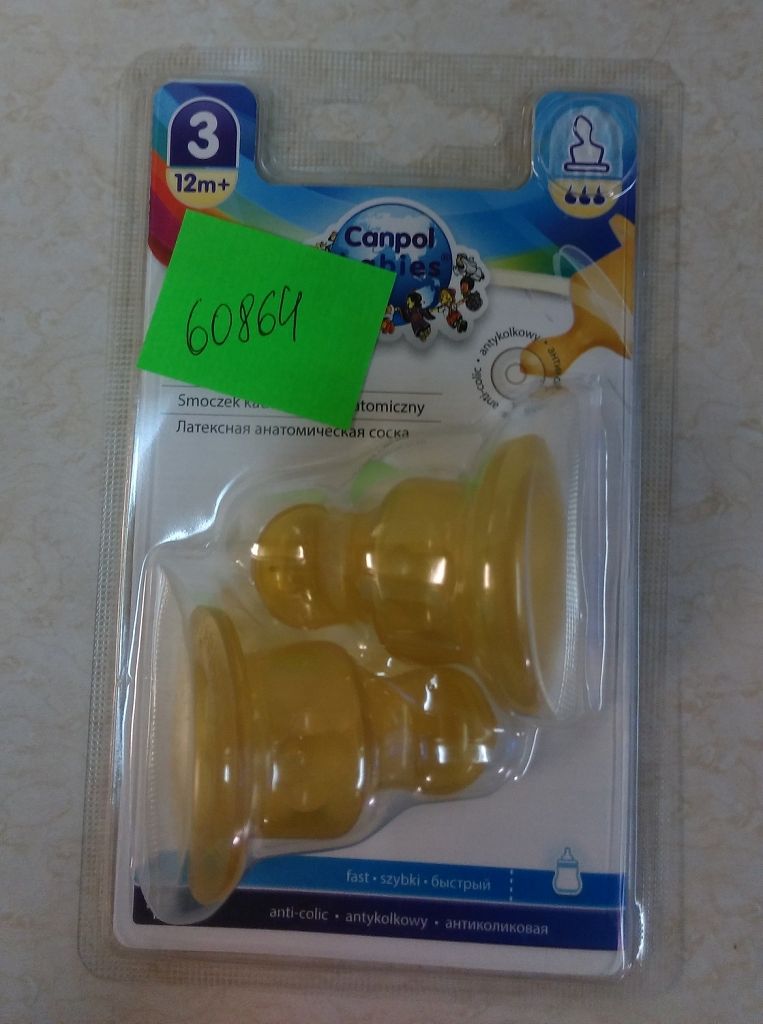 3
12m+
Canpol
babies
60864
anti-colic • antykolkowy •
Smoczek
atomiczny
Латексная анатомическая соска
fast • szybki • быстрый
anti-colic • antykolkowy • антиколиковая